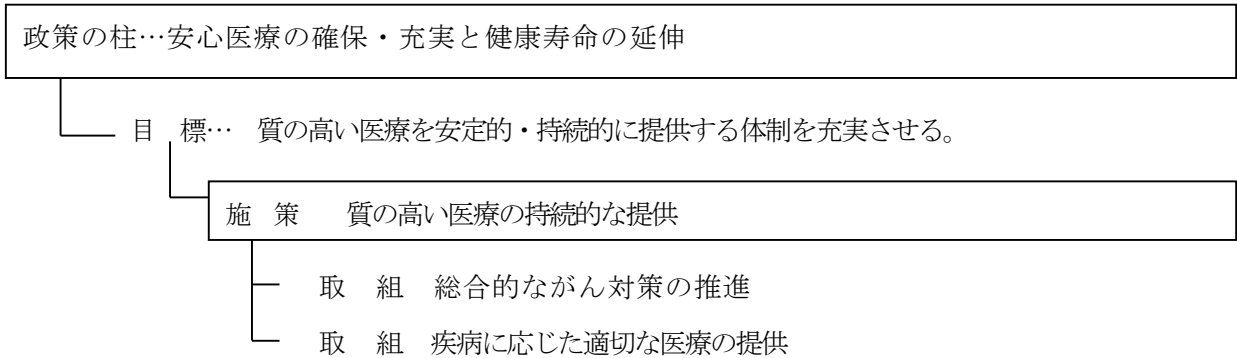 政策の柱…安心医療の確保・充実と健康寿命の延伸
目　標…　質の高い医療を安定的・持続的に提供する体制を充実させる。
施　策　　質の高い医療の持続的な提供
取　組　総合的ながん対策の推進
取　組　疾病に応じた適切な医療の提供